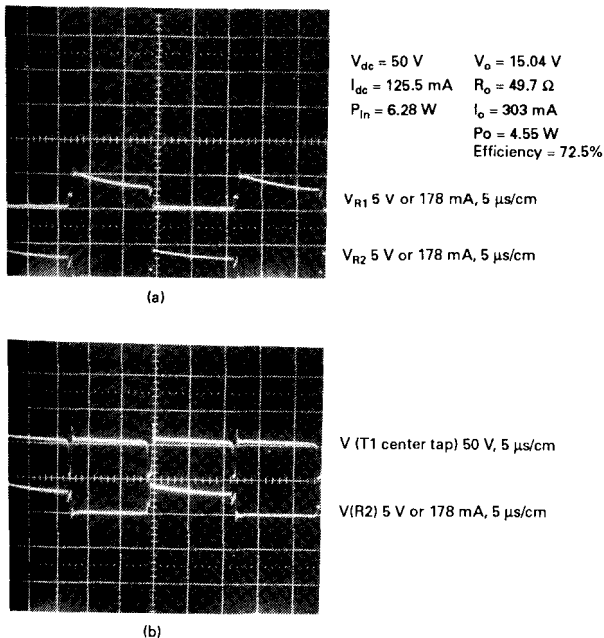 V_dc = 50 V V_o = 15.04 V
I_dc = 125.5 mA R_o = 49.7 Ω
P_In = 6.28 W I_o = 303 mA
Po = 4.55 W
Efficiency = 72.5%
V_R1 5 V or 178 mA, 5 μs/cm
V_R2 5 V or 178 mA, 5 μs/cm
(a)
V (T1 center tap) 50 V, 5 μs/cm
V(R2) 5 V or 178 mA, 5 μs/cm
(b)